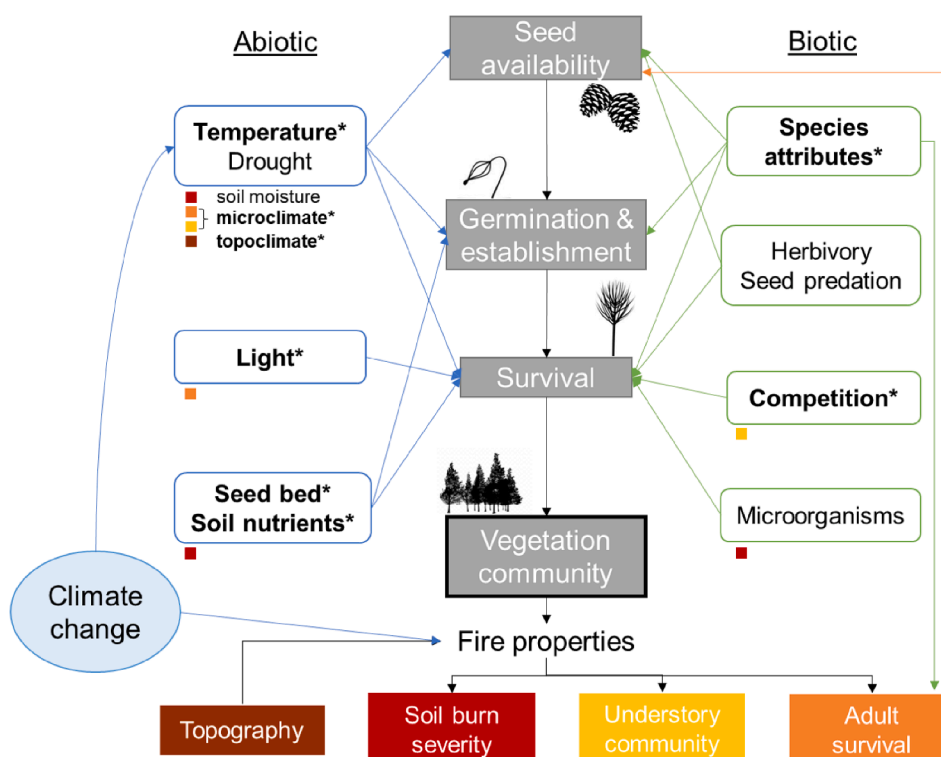 Abiotic
Seed
availability
Biotic
Temperature*
Drought
soil moisture
microclimate*
topoclimate*
Species
attributes*
Germination &
establishment
Herbivory
Seed predation
Light*
Survival
Competition*
Seed bed*
Soil nutrients*
Microorganisms
Vegetation
community
Climate
change
Fire properties
Topography
Soil burn
severity
Understory
community
Adult
survival